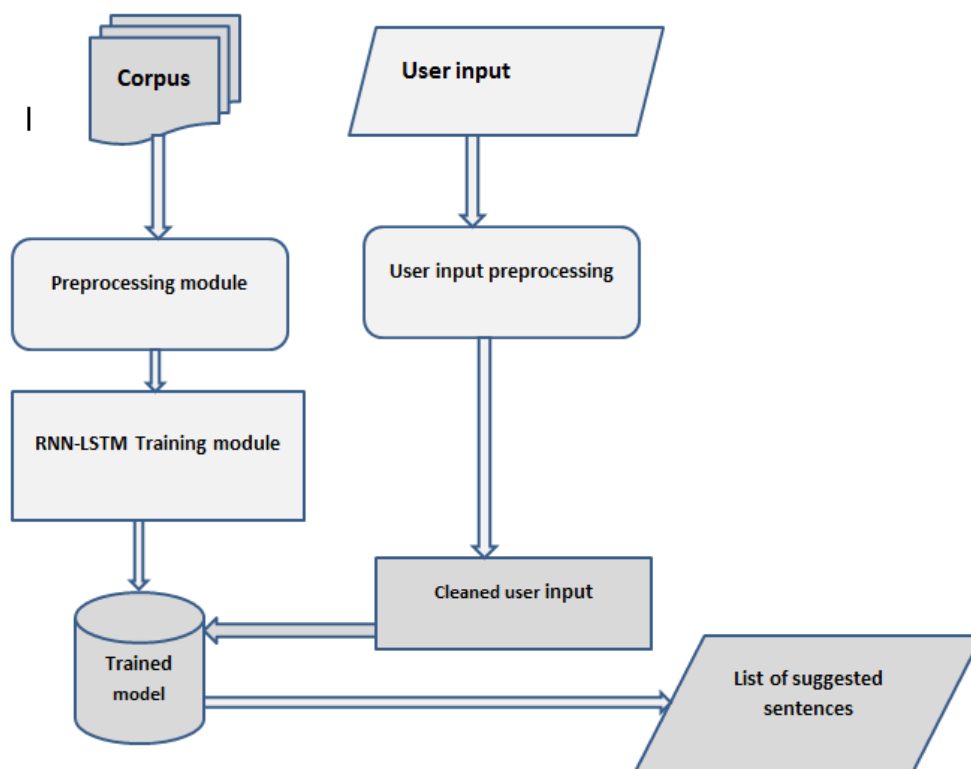 Corpus
User input
Preprocessing module
User input preprocessing
RNN-LSTM Training module
Cleaned user input
Trained
model
List of suggested
sentences